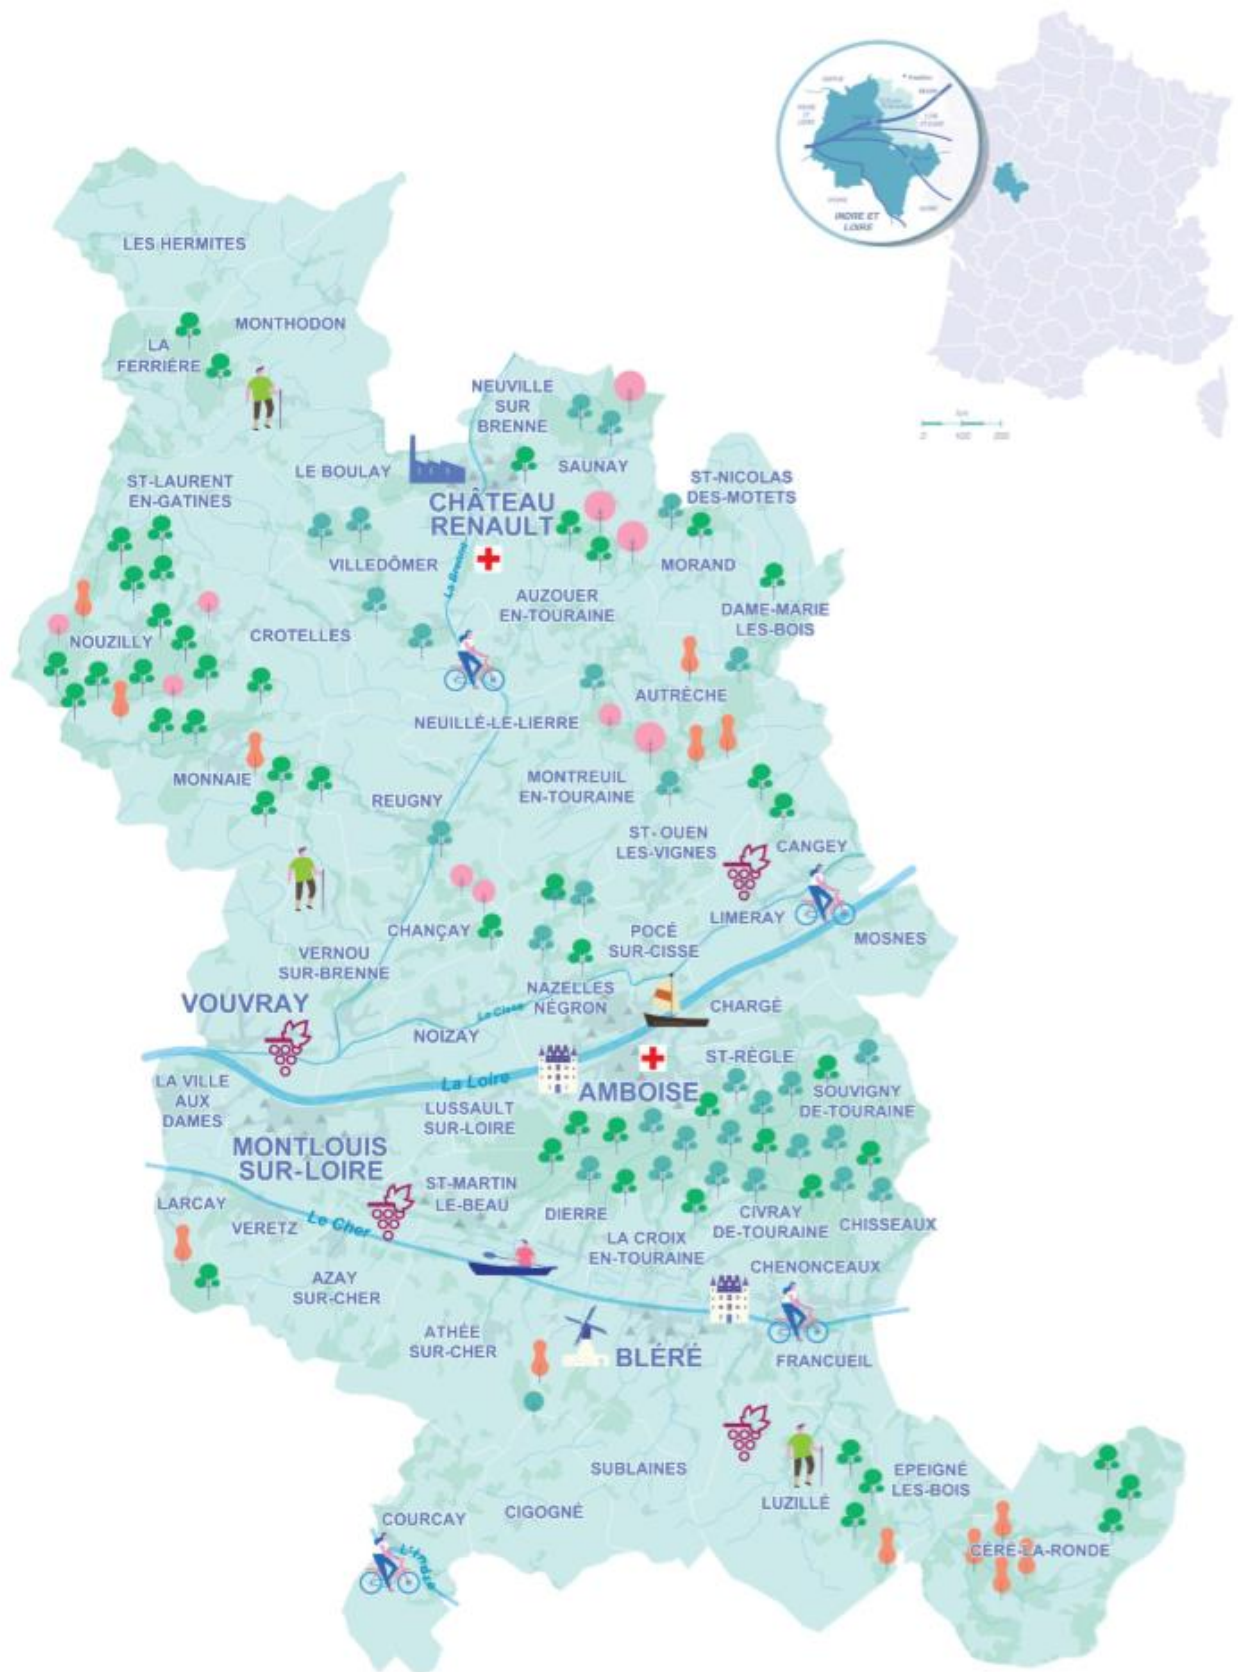 INDRE ET
LOIRE
LES HERMITES
MONTHODON
LA
FERRIÈRE
NEUVILLE
SUR
BRENNE
LE BOULAY
SAUNAY
ST-LAURENT
EN-GATINES
ST-NICOLAS
DES-MOTETS
CHÂTEAU
RENAULT
VILLEDÔMER
La Brenne
MORAND
AUZOUER
EN-TOURAINE
DAME-MARIE
LES-BOIS
NOUZILLY
CROTELLES
AUTRÈCHE
NEUILLÉ-LE-LIERRE
MONNAIE
REUGNY
MONTREUIL
EN-TOURAINE
ST- OUEN
LES-VIGNES
CANGEY
LIMERAY
CHANÇAY
POCÉ
SUR-CISSE
MOSNES
VERNOU
SUR-BRENNE
NAZELLES
NÉGRON
VOUVRAY
La Cisse
CHARGÉ
NOIZAY
ST-RÈGLE
LA VILLE
AUX
DAMES
La Loire
AMBOISE
SOUVIGNY
DE-TOURAINE
LUSSAULT
SUR-LOIRE
MONTLOUIS
SUR-LOIRE
ST-MARTIN
LE-BEAU
LARCAY
VERETZ
Le Cher
DIERRE
CIVRAY
DE-TOURAINE
CHISSEAUX
LA CROIX
EN-TOURAINE
CHENONCEAUX
AZAY
SUR-CHER
ATHÉE
SUR-CHER
BLÉRÉ
FRANCUEIL
SUBLAINES
EPEIGNÉ
LES-BOIS
LUZILLÉ
COURCAY
CIGOGNÉ
L'Indre
CÉRÉ-LA-RONDE